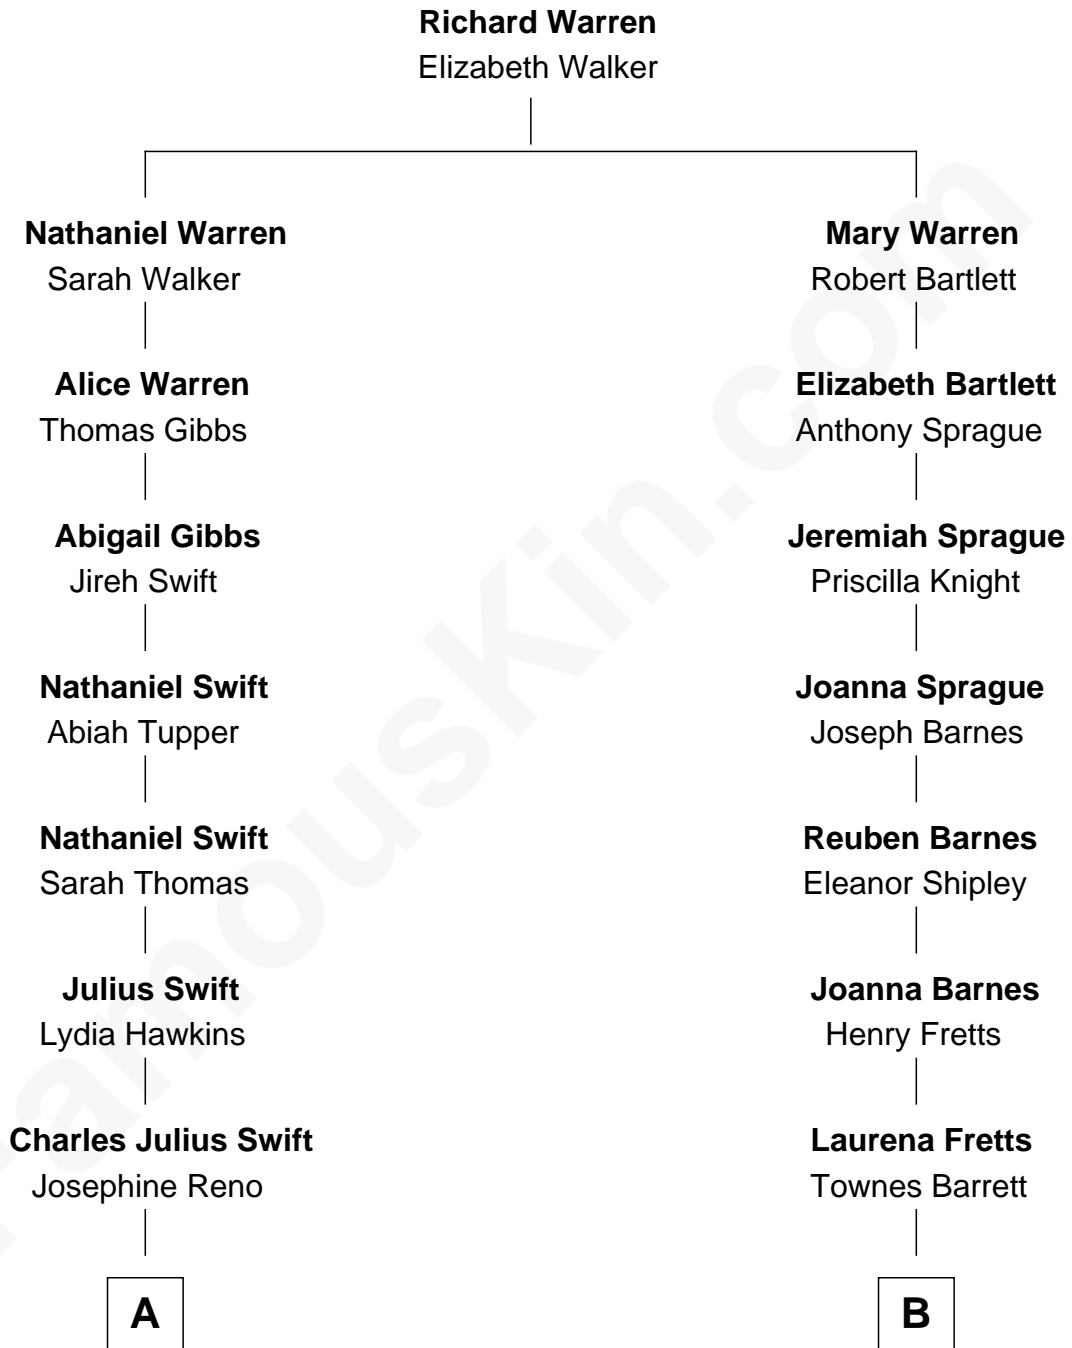 Richard Warren
Elizabeth Walker
Nathaniel Warren
Sarah Walker
Mary Warren
Robert Bartlett
Alice Warren
Thomas Gibbs
Elizabeth Bartlett
Anthony Sprague
Abigail Gibbs
Jireh Swift
Jeremiah Sprague
Priscilla Knight
Nathaniel Swift
Abiah Tupper
Joanna Sprague
Joseph Barnes
Nathaniel Swift
Sarah Thomas
Reuben Barnes
Eleanor Shipley
Julius Swift
Lydia Hawkins
Joanna Barnes
Henry Fretts
Charles Julius Swift
Josephine Reno
Laurena Fretts
Townes Barrett
A
B
FamousKin.com